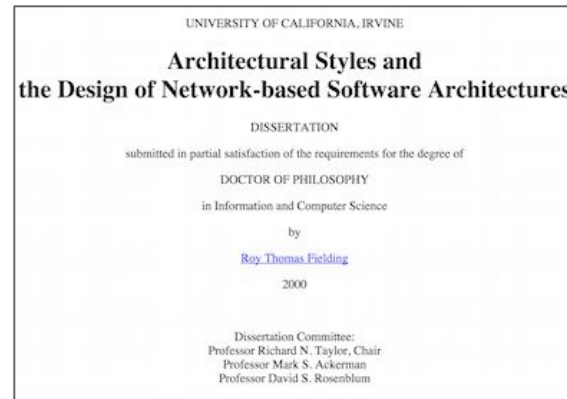 UNIVERSITY OF CALIFORNIA, IRVINE
Architectural Styles and
the Design of Network-based Software Architectures
DISSERTATION
submitted in partial satisfaction of the requirements for the degree of
DOCTOR OF PHILOSOPHY
in Information and Computer Science
by
Roy Thomas Fielding
2000
Dissertation Committee:
Professor Richard N. Taylor, Chair
Professor Mark S. Ackerman
Professor David S. Rosenblum